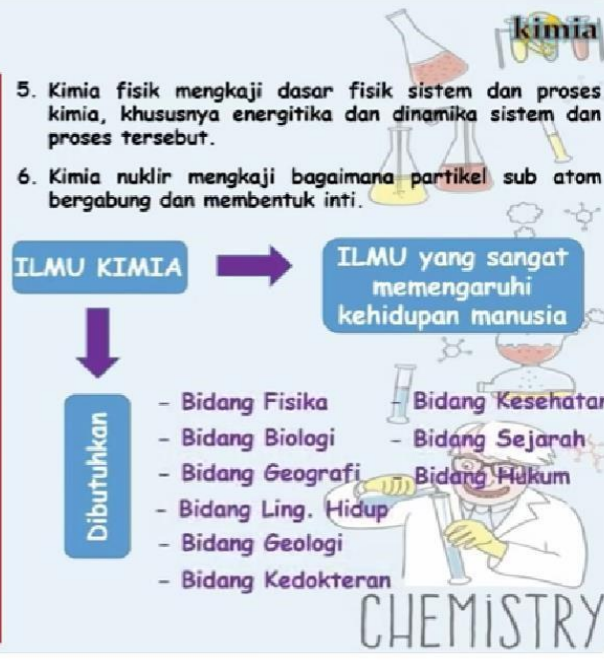 kimia
5. Kimia fisik mengkaji dasar fisik sistem dan proses
kimia, khususnya energitika dan dinamika sistem dan
proses tersebut.
6. Kimia nuklir mengkaji bagaimana partikel sub atom
bergabung dan membentuk inti.
ILMU KIMIA
ILMU yang sangat
memengaruhi
kehidupan manusia
Dibutuhkan
- Bidang Fisika
- Bidang Biologi
- Bidang Geografi
- Bidang Ling. Hidup
- Bidang Geologi
- Bidang Kedokteran
- Bidang Kesehatan
- Bidang Sejarah
- Bidang Hukum
CHEMiSTRY